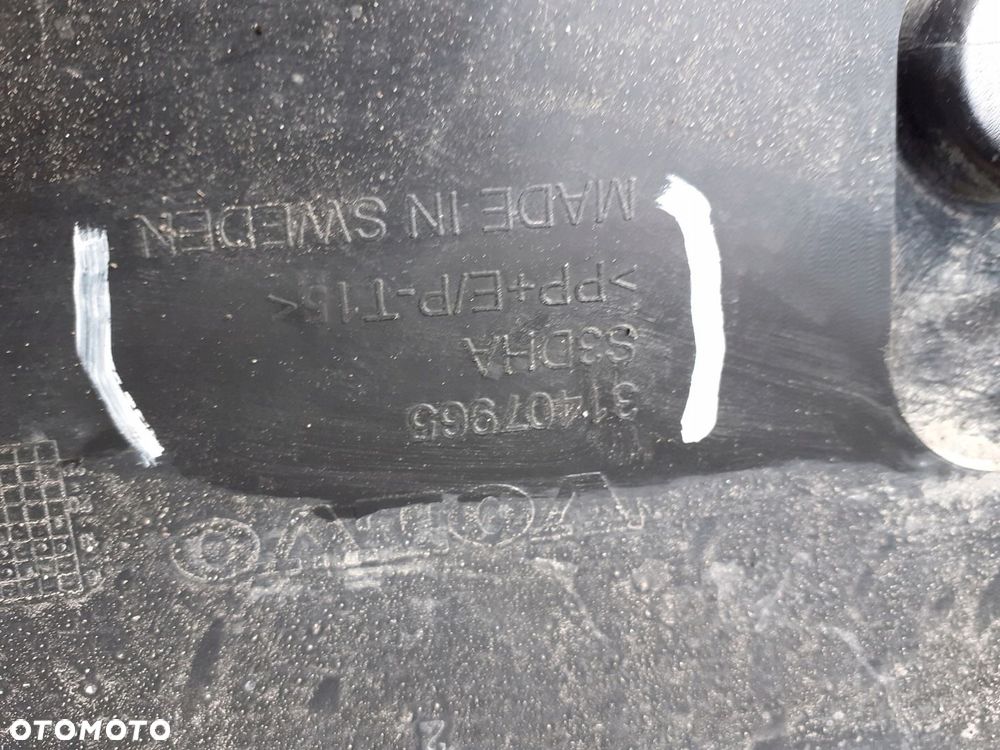 VOLVO
31407965
S3DHA
>PP+E/P-T15<
MADE IN SWEDEN
OTOMOTO